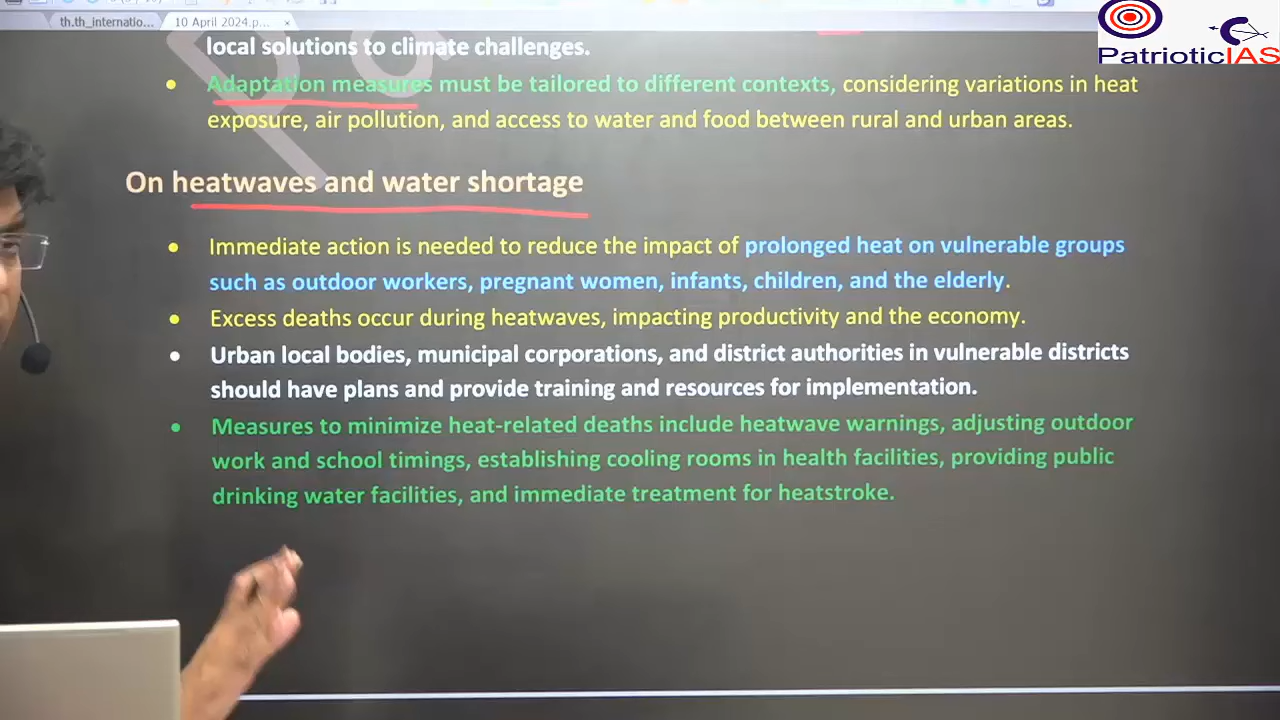 th.th_internatio...
10 April 2024.p...
×
PatrioticIAS
local solutions to climate challenges.
Adaptation measures must be tailored to different contexts, considering variations in heat
exposure, air pollution, and access to water and food between rural and urban areas.
On heatwaves and water shortage
Immediate action is needed to reduce the impact of prolonged heat on vulnerable groups
such as outdoor workers, pregnant women, infants, children, and the elderly.
Excess deaths occur during heatwaves, impacting productivity and the economy.
Urban local bodies, municipal corporations, and district authorities in vulnerable districts
should have plans and provide training and resources for implementation.
Measures to minimize heat-related deaths include heatwave warnings, adjusting outdoor
work and school timings, establishing cooling rooms in health facilities, providing public
drinking water facilities, and immediate treatment for heatstroke.